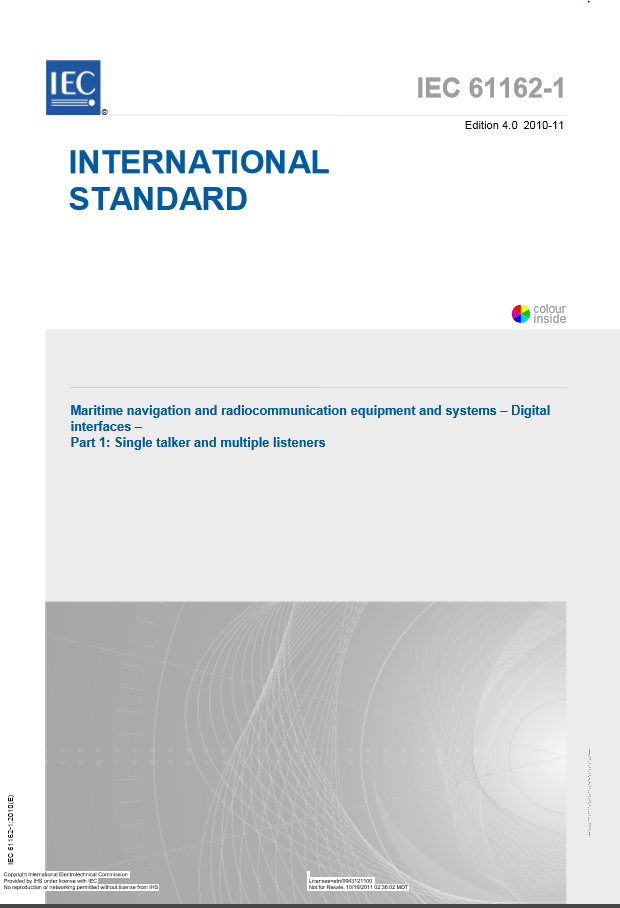 IEC
®
IEC 61162-1
Edition 4.0 2010-11
INTERNATIONAL
STANDARD
colour
inside
Maritime navigation and radiocommunication equipment and systems – Digital
interfaces –
Part 1: Single talker and multiple listeners
IEC 61162-1:2010(E)
Copyright International Electrotechnical Commission
Provided by IHS under license with IEC
No reproduction or networking permitted without license from IHS
Licensee=etri/9943121100
Not for Resale, 10/19/2011 02:36:02 MDT